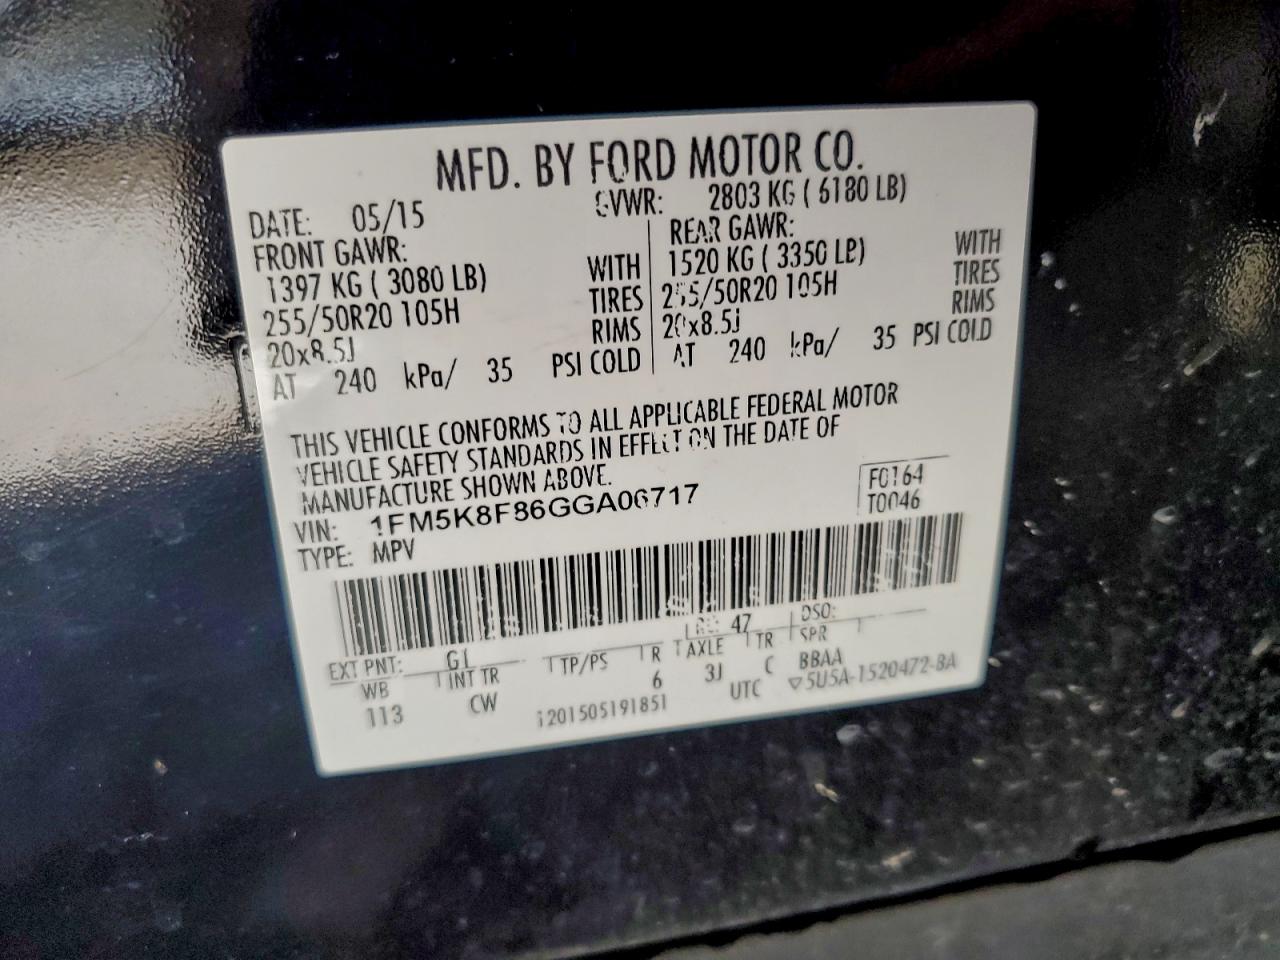 MFD. BY FORD MOTOR CO.
DATE: 05/15 GVWR: 2803 KG ( 6180 LB)
FRONT GAWR: REAR GAWR:
1397 KG ( 3080 LB) WITH 1520 KG ( 3350 LB) WITH
255/50R20 105H TIRES 255/50R20 105H TIRES
20x8.5J RIMS 20x8.5J RIMS
AT 240 kPa/ 35 PSI COLD AT 240 kPa/ 35 PSI COLD
THIS VEHICLE CONFORMS TO ALL APPLICABLE FEDERAL MOTOR
VEHICLE SAFETY STANDARDS IN EFFECT ON THE DATE OF
MANUFACTURE SHOWN ABOVE.
VIN: 1FM5K8F86GGA06717
F0164
TYPE: MPV
T0046
EXT PNT: G1 RC: 47 DSO:
WB INT TR TP/PS R AXLE TR SPR
113 CW 6 3J C BBAA
1201505191851 UTC ▽5U5A-1520472-BA